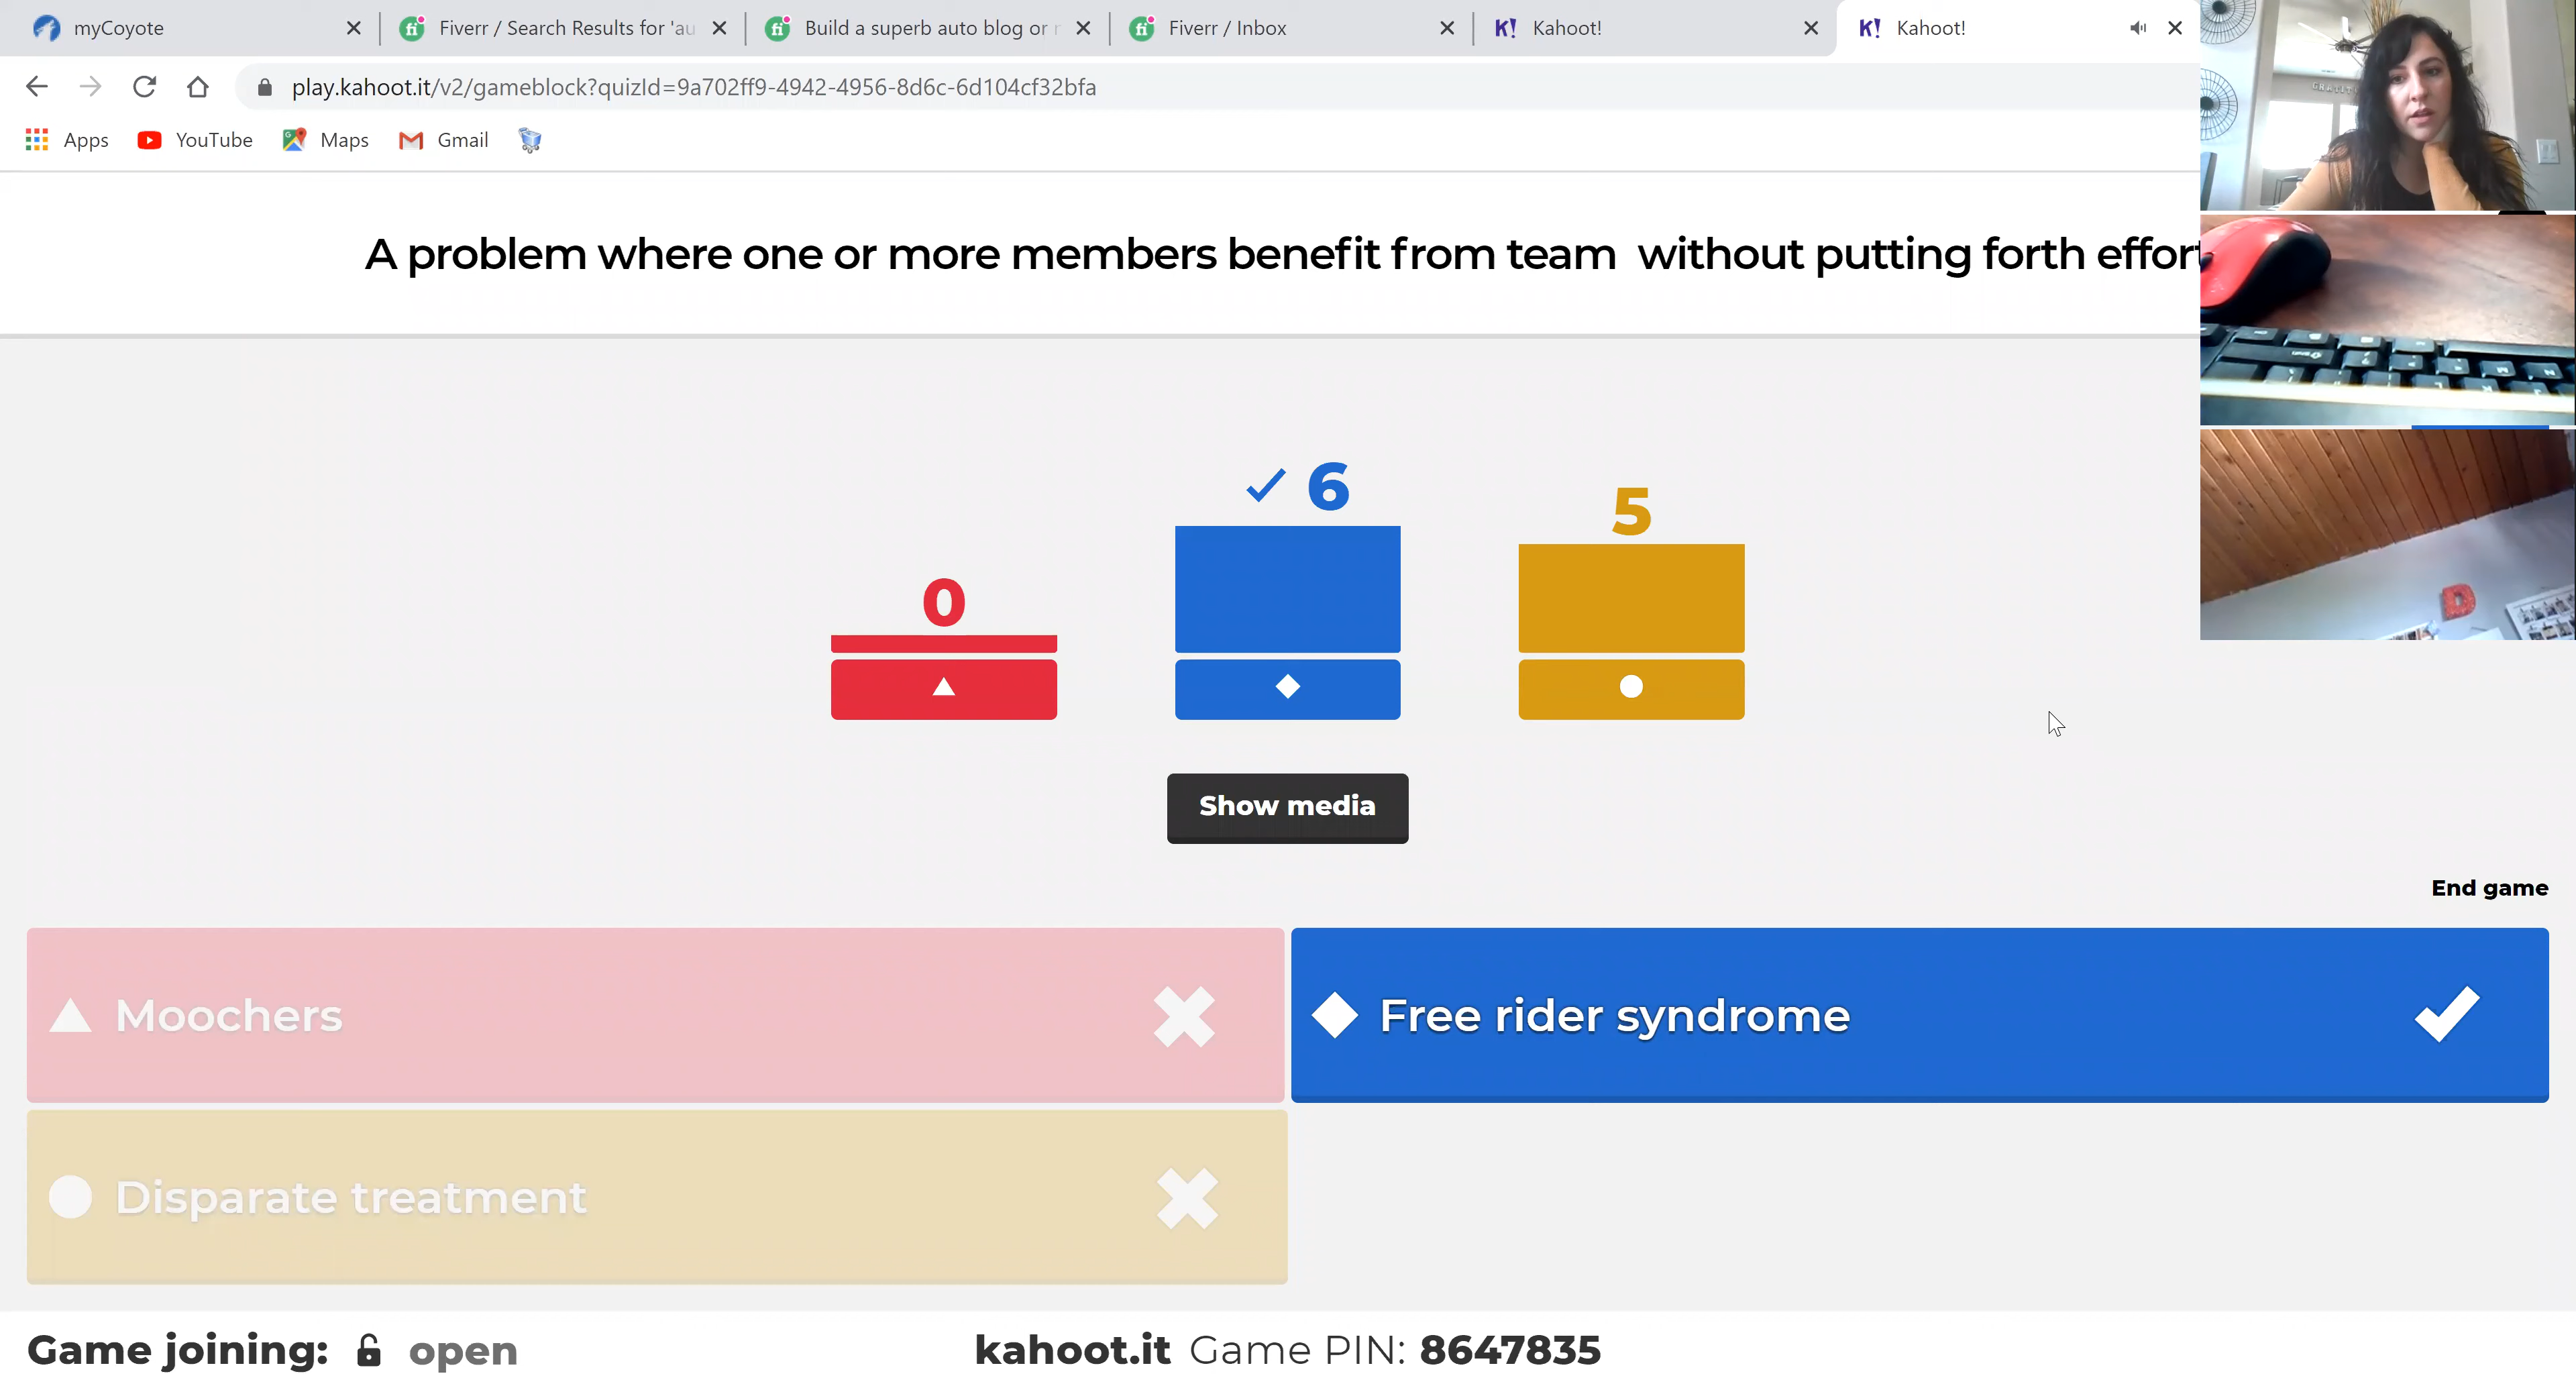 myCoyote
Fiverr / Search Results for 'au
Build a superb auto blog or
Fiverr / Inbox
Kahoot!
Kahoot!
play.kahoot.it/v2/gameblock?quizId=9a702ff9-4942-4956-8d6c-6d104cf32bfa
Apps
YouTube
Maps
Gmail
A problem where one or more members benefit from team without putting forth effort
6
5
0
Show media
End game
Moochers
Free rider syndrome
Disparate treatment
Game joining: open
kahoot.it Game PIN: 8647835
D